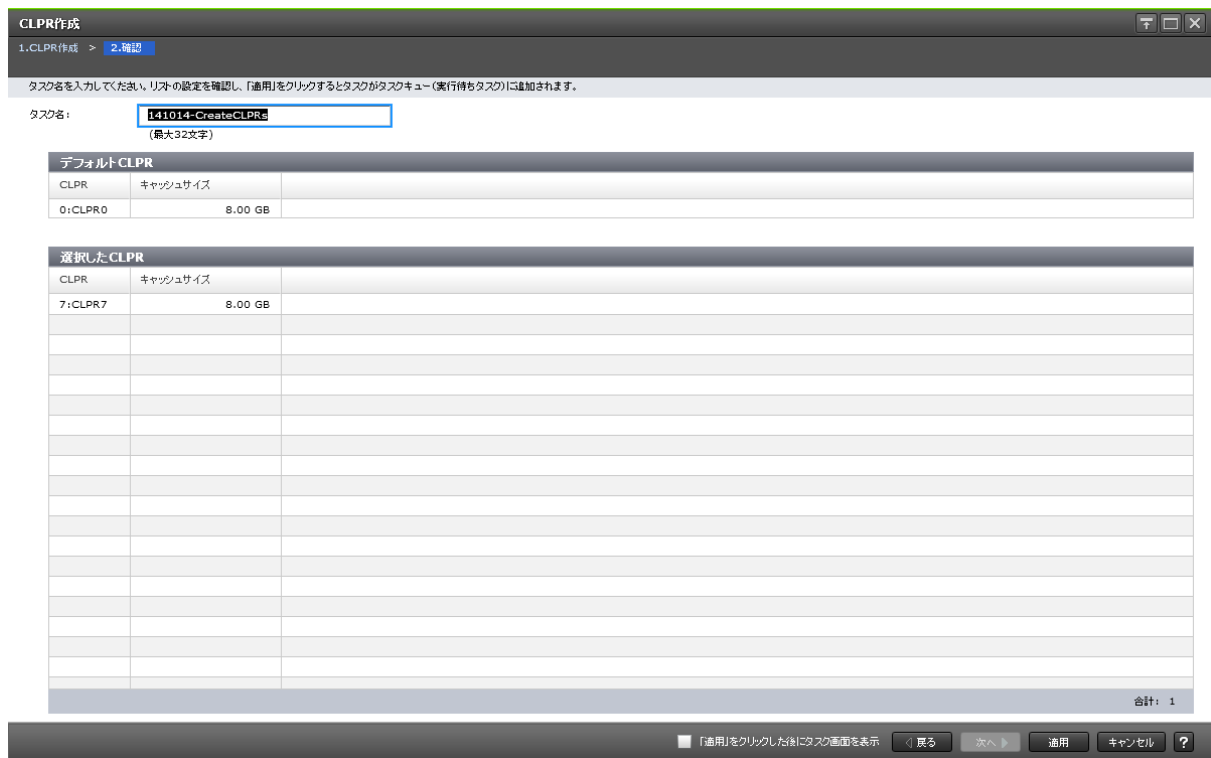 CLPR作成
1.CLPR作成 > 2.確認
タスク名を入力してください。リストの設定を確認し、「適用」をクリックするとタスクがタスクキュー(実行待ちタスク)に追加されます。
タスク名: 141014-CreateCLPRs
(最大32文字)
デフォルトCLPR
CLPR キャッシュサイズ
0:CLPR0 8.00 GB
選択したCLPR
CLPR キャッシュサイズ
7:CLPR7 8.00 GB
合計: 1
「適用」をクリックした後にタスク画面を表示 戻る 次へ 適用 キャンセル ?